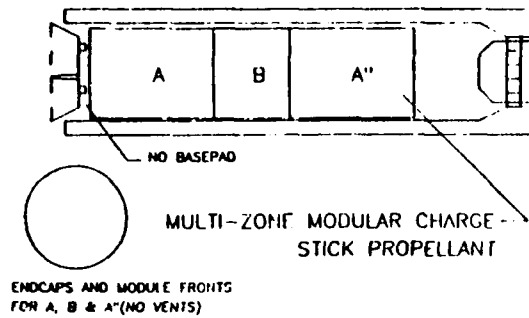 A B A"
NO BASEPAD
MULTI-ZONE MODULAR CHARGE
STICK PROPELLANT
ENDCAPS AND MODULE FRONTS
FOR A, B & A"(NO VENTS)